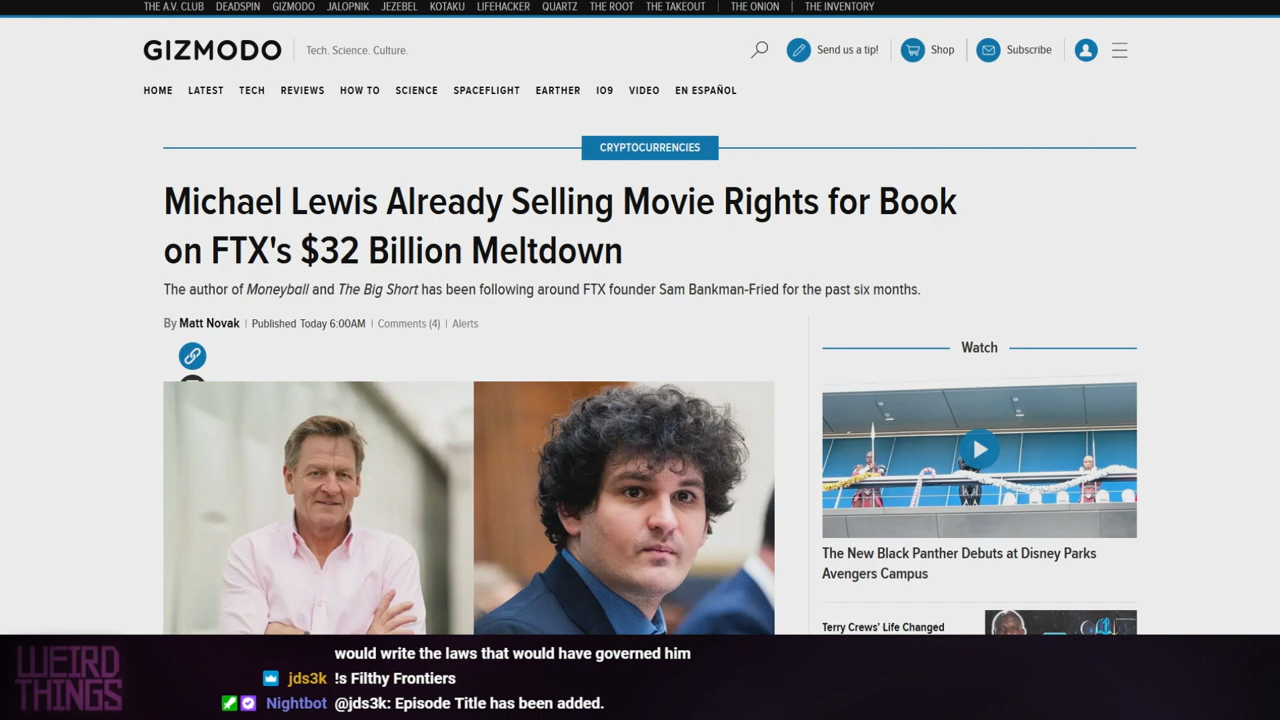 THE A.V. CLUB DEADSPIN GIZMODO JALOPNIK JEZEBEL KOTAKU LIFEHACKER QUARTZ THE ROOT THE TAKEOUT THE ONION THE INVENTORY
GIZMODO Tech. Science. Culture. Send us a tip! Shop Subscribe
HOME LATEST TECH REVIEWS HOW TO SCIENCE SPACEFLIGHT EARTHER IO9 VIDEO EN ESPAÑOL
CRYPTOCURRENCIES
Michael Lewis Already Selling Movie Rights for Book
on FTX's $32 Billion Meltdown
The author of Moneyball and The Big Short has been following around FTX founder Sam Bankman-Fried for the past six months.
By Matt Novak | Published Today 6:00AM | Comments (4) | Alerts
Watch
The New Black Panther Debuts at Disney Parks
Avengers Campus
Terry Crews' Life Changed
would write the laws that would have governed him
jds3k !s Filthy Frontiers
Nightbot @jds3k: Episode Title has been added.
WEIRD
THINGS